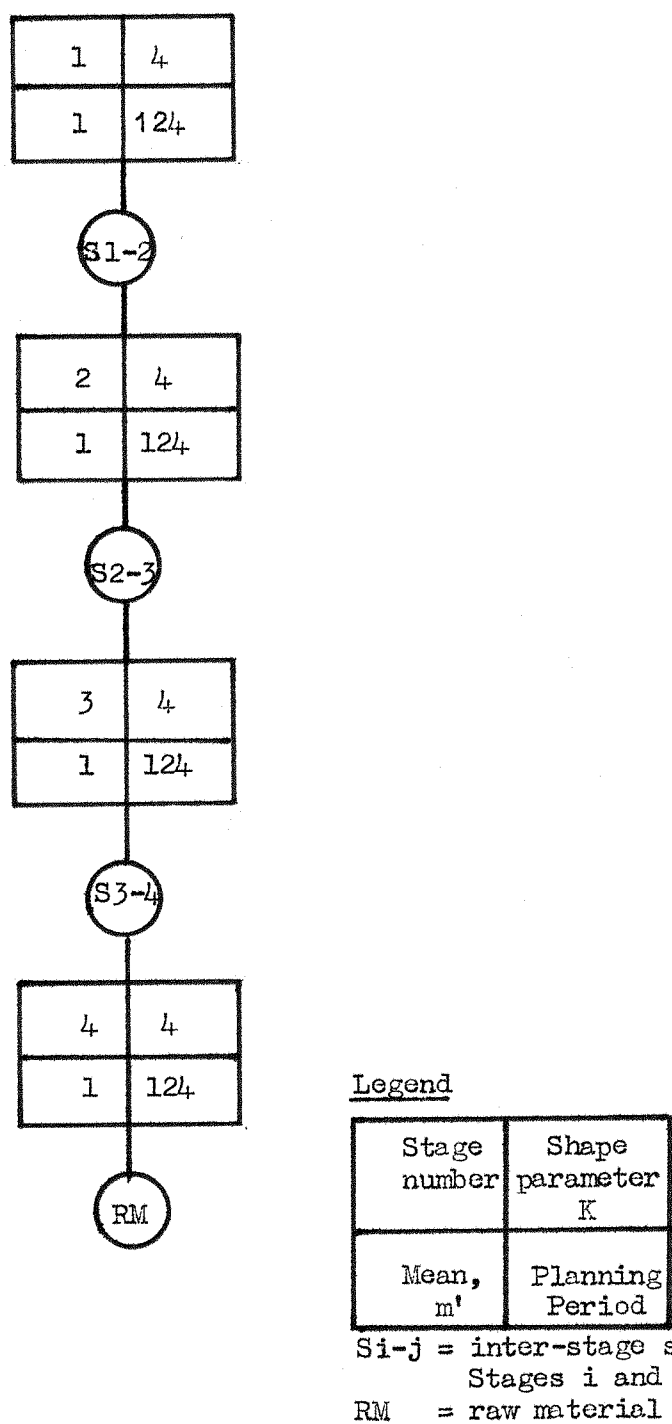 1 4
1 124
S1-2
2 4
1 124
S2-3
3 4
1 124
S3-4
4 4
1 124
RM
Legend
Stage Shape
number parameter
K
Mean, Planning
m' Period
Si-j = inter-stage
Stages i and
RM = raw material